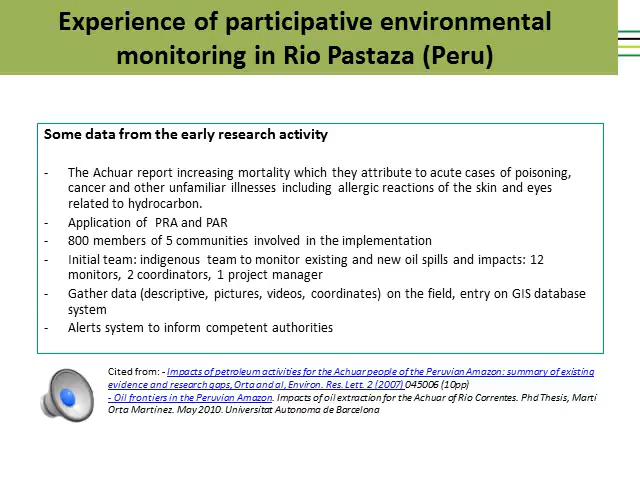 Experience of participative environmental
monitoring in Rio Pastaza (Peru)
Some data from the early research activity
- The Achuar report increasing mortality which they attribute to acute cases of poisoning,
cancer and other unfamiliar illnesses including allergic reactions of the skin and eyes
related to hydrocarbon.
- Application of PRA and PAR
- 800 members of 5 communities involved in the implementation
- Initial team: indigenous team to monitor existing and new oil spills and impacts: 12
monitors, 2 coordinators, 1 project manager
- Gather data (descriptive, pictures, videos, coordinates) on the field, entry on GIS database
system
- Alerts system to inform competent authorities
Cited from: - Impacts of petroleum activities for the Achuar people of the Peruvian Amazon: summary of existing
evidence and research gaps, Orta and al, Environ. Res. Lett. 2 (2007) 045006 (10pp)
- Oil frontiers in the Peruvian Amazon. Impacts of oil extraction for the Achuar of Rio Correntes. Phd Thesis, Martí
Orta Martínez. May 2010. Universitat Autonoma de Barcelona